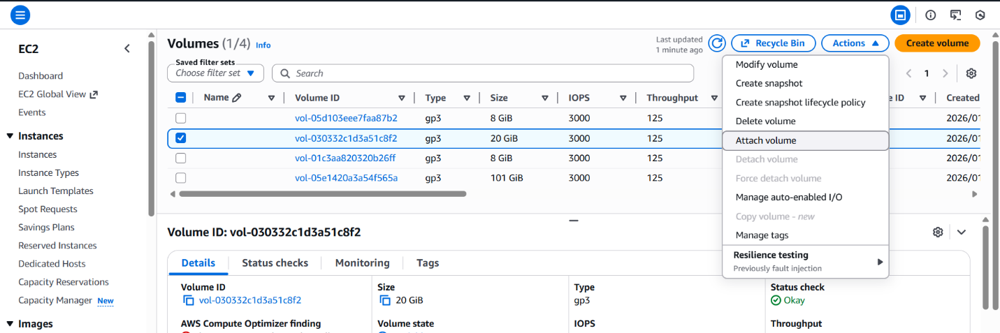 EC2
Dashboard
EC2 Global View
Events
Instances
Instances
Instance Types
Launch Templates
Spot Requests
Savings Plans
Reserved Instances
Dedicated Hosts
Capacity Reservations
Capacity Manager New
Images
Volumes (1/4) Info
Last updated
1 minute ago
Recycle Bin
Actions
Create volume
Saved filter sets
Choose filter set
Search
1
Name Volume ID Type Size IOPS Throughput ID Created
vol-05d103eee7faa87b2 gp3 8 GiB 3000 125 2026/01
vol-030332c1d3a51c8f2 gp3 20 GiB 3000 125 2026/01
vol-01c3aa820320b26ff gp3 8 GiB 3000 125 2026/01
vol-05e1420a3a54f565a gp3 101 GiB 3000 125 2026/01
Modify volume
Create snapshot
Create snapshot lifecycle policy
Delete volume
Attach volume
Detach volume
Force detach volume
Manage auto-enabled I/O
Copy volume - new
Manage tags
Resilience testing
Previously fault injection
Volume ID: vol-030332c1d3a51c8f2
Details Status checks Monitoring Tags
Volume ID Size Type Status check
vol-030332c1d3a51c8f2 20 GiB gp3 Okay
AWS Compute Optimizer finding Volume state IOPS Throughput